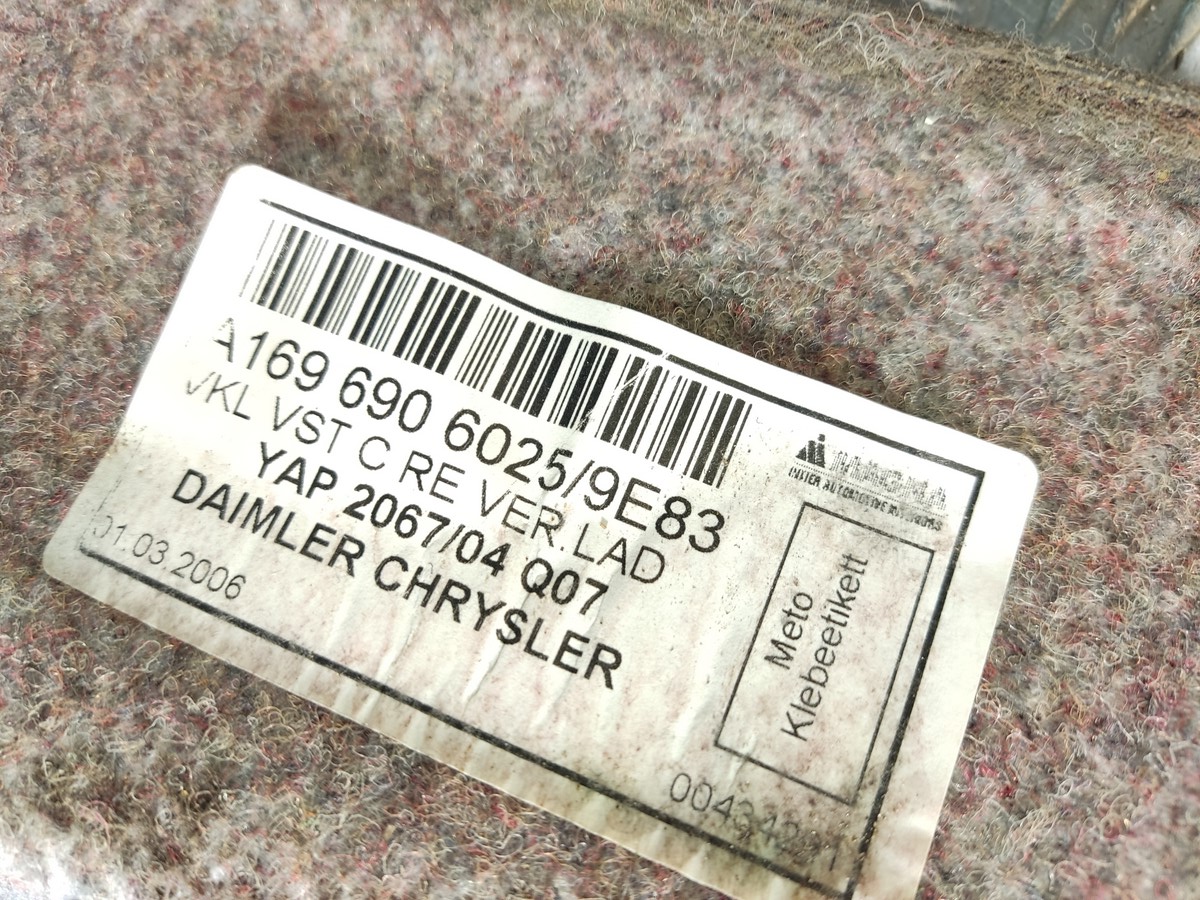 A169 690 6025/9E83
VKL VST C RE VER.LAD
YAP 2067/04 Q07
DAIMLER CHRYSLER
01.03.2006
MAGNA
Meto
Klebeetikett